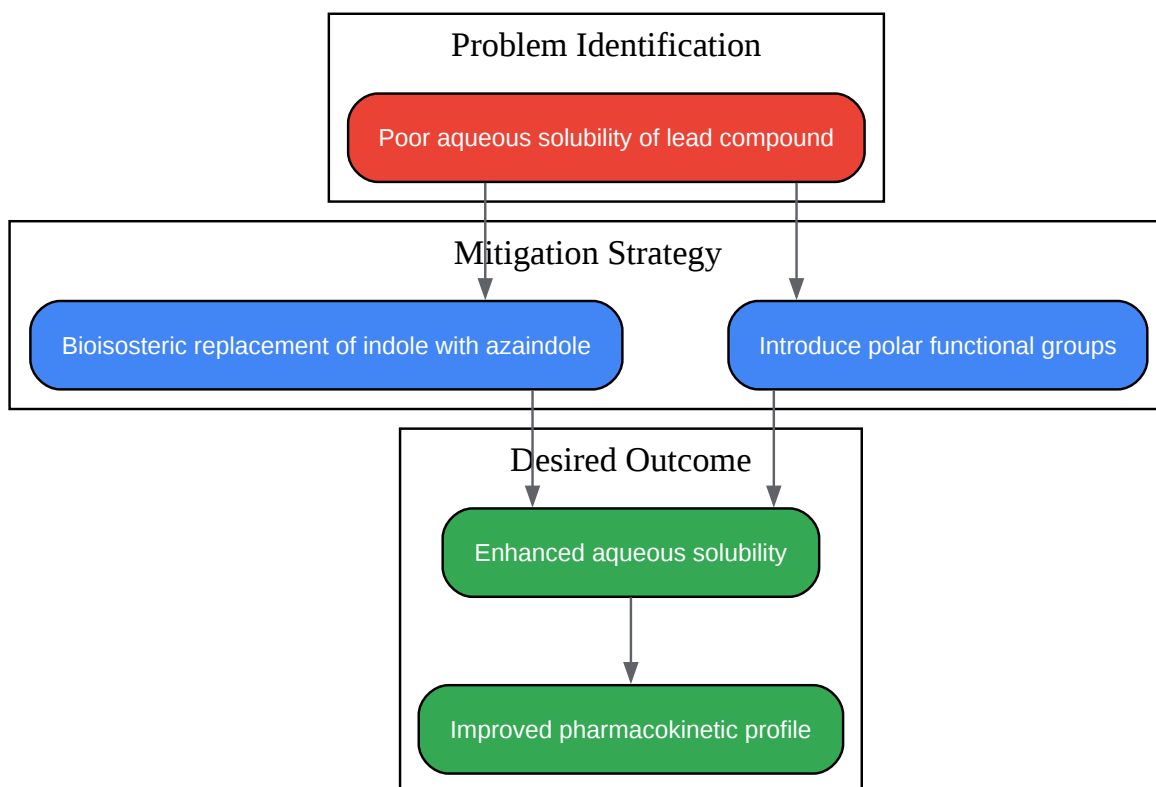 Problem Identification
Poor aqueous solubility of lead compound
Mitigation Strategy
Bioisosteric replacement of indole with azaindole
Introduce polar functional groups
Desired Outcome
Enhanced aqueous solubility
Improved pharmacokinetic profile